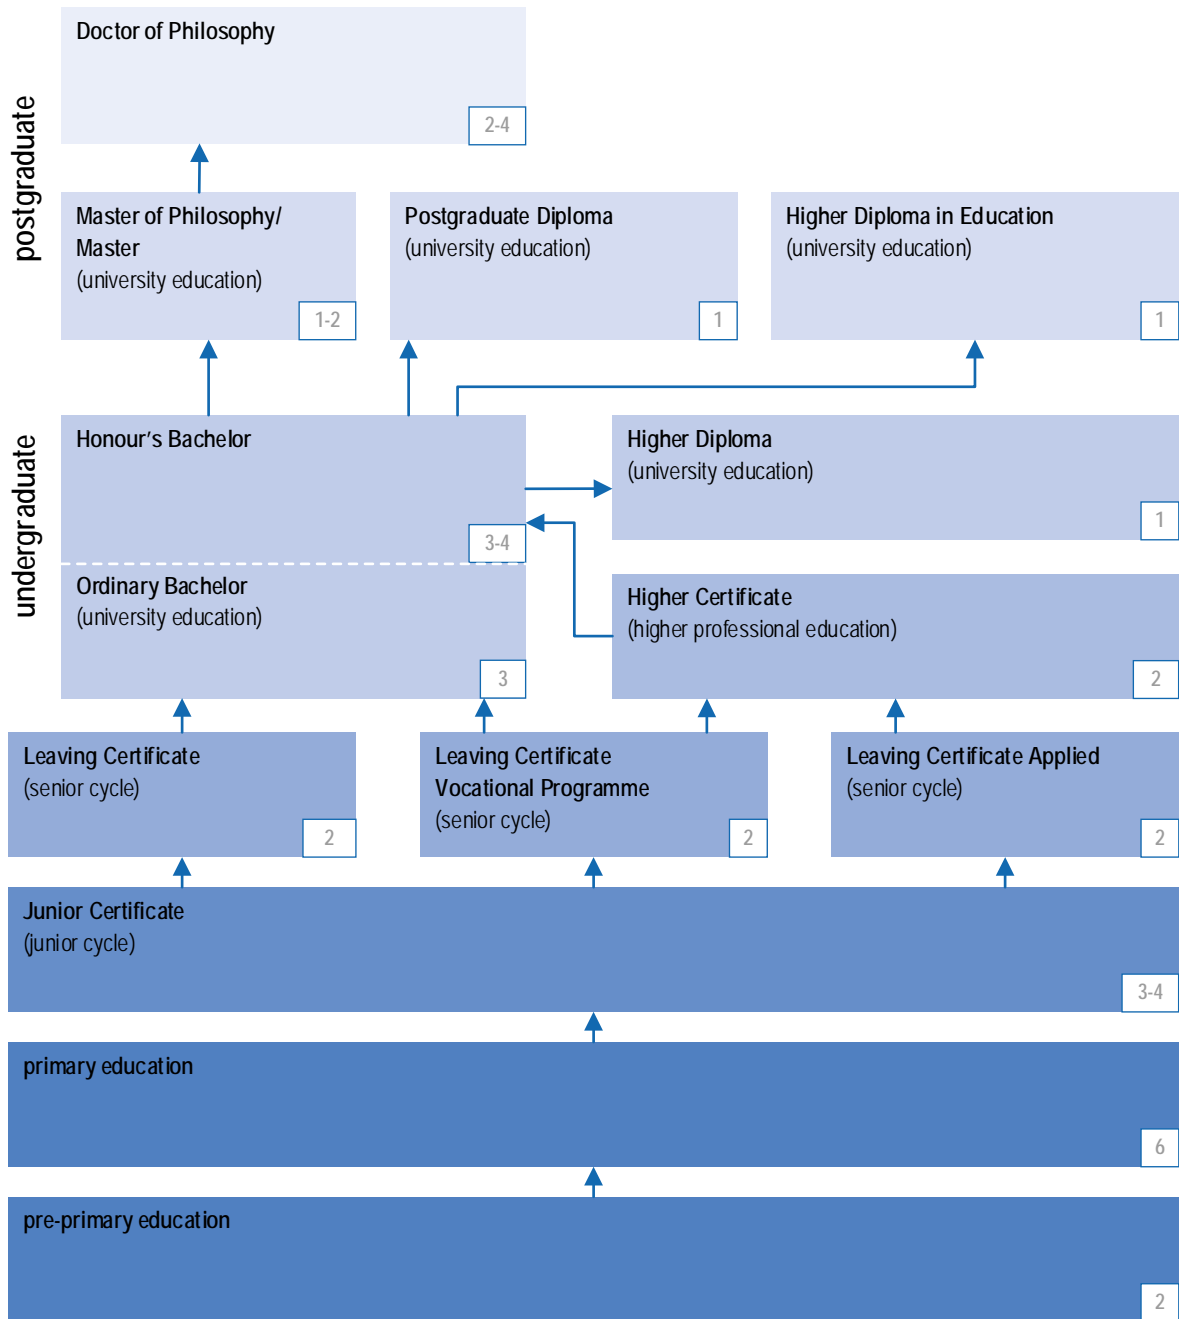 postgraduate
Doctor of Philosophy
2-4
Master of Philosophy/
Master
(university education)
1-2
Postgraduate Diploma
(university education)
1
Higher Diploma in Education
(university education)
1
undergraduate
Honour's Bachelor
3-4
Higher Diploma
(university education)
1
Ordinary Bachelor
(university education)
3
Higher Certificate
(higher professional education)
2
Leaving Certificate
(senior cycle)
2
Leaving Certificate
Vocational Programme
(senior cycle)
2
Leaving Certificate Applied
(senior cycle)
2
Junior Certificate
(junior cycle)
3-4
primary education
6
pre-primary education
2